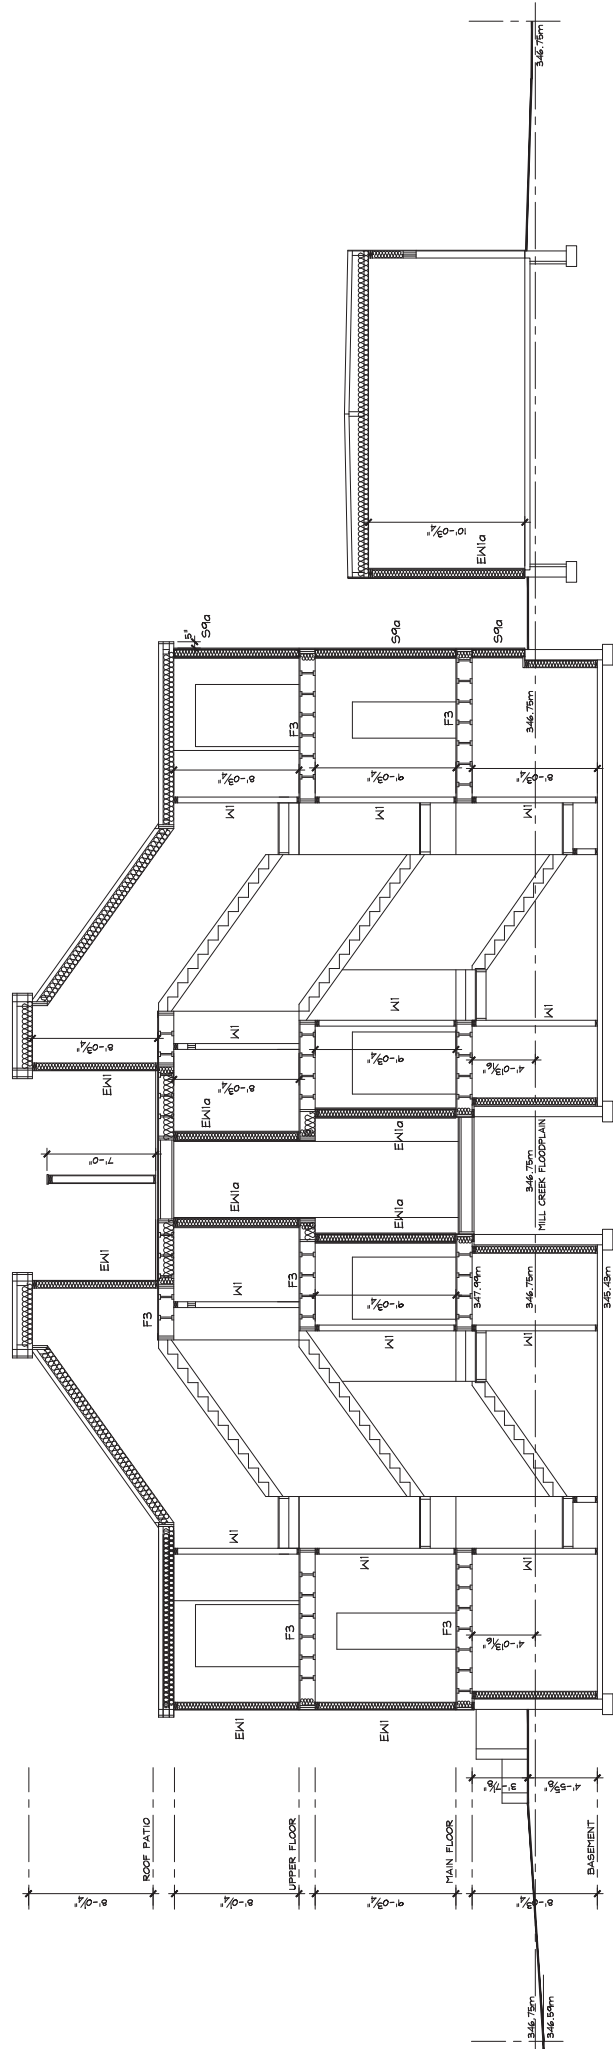 8'-0¼"
7'-0"
8'-0¾"
EW1
EW1
ROOF PATIO
F3
5"
S9a
8'-0¼"
EW1
W1
W1
EW1a
EW1a
W1
W1
8'-0¾"
8'-0¾"
UPPER FLOOR
F3
F3
F3
9'-0¾"
EW1
W1
W1
9'-0¾"
EW1a
EW1a
9'-0¾"
W1
W1
9'-0¾"
S9a
MAIN FLOOR
F3
F3
10'-0¾"
EW1a
347.99m
4'-0 13/16"
4'-0 13/16"
8'-0¾"
S9a
8'-0¾"
3'-7⅛"
4'-5⅝"
W1
W1
W1
W1
346.75m
346.75m
346.75m
346.75m
346.75m
MILL CREEK FLOODPLAIN
346.59m
BASEMENT
345.43m